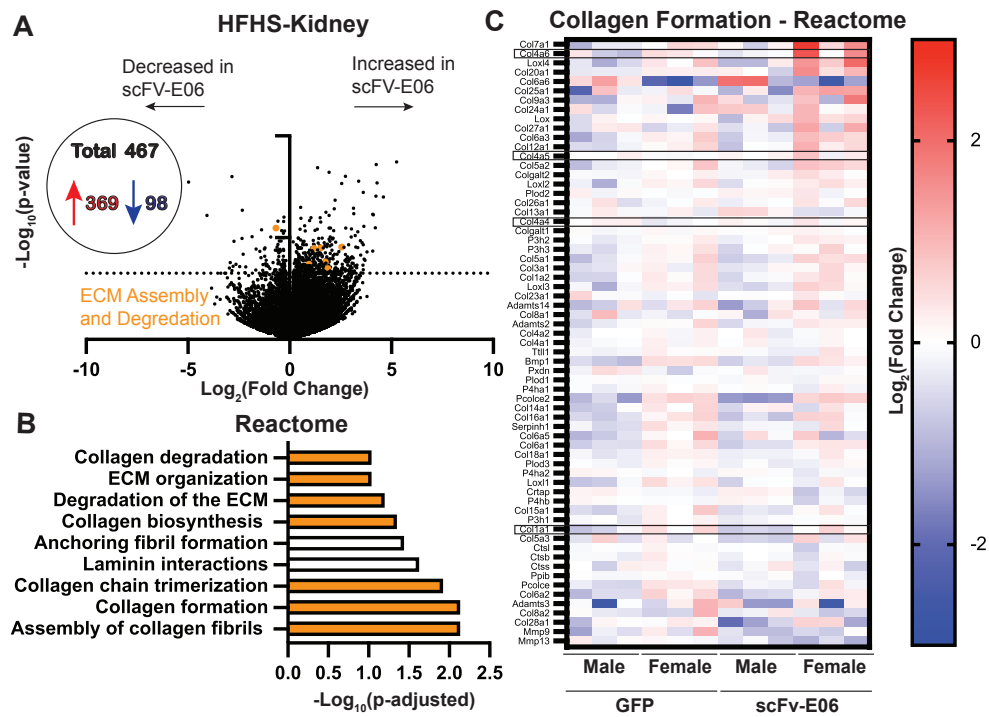 A
HFHS-Kidney
Decreased in
scFV-E06
Increased in
scFV-E06
Total 467
369
98
-Log10(p-value)
ECM Assembly
and Degredation
-10
-5
0
5
10
Log2(Fold Change)
B
Reactome
Collagen degradation
ECM organization
Degradation of the ECM
Collagen biosynthesis
Anchoring fibril formation
Laminin interactions
Collagen chain trimerization
Collagen formation
Assembly of collagen fibrils
0.0
0.5
1.0
1.5
2.0
2.5
-Log10(p-adjusted)
C
Collagen Formation - Reactome
Col7a1
Col4a6
Loxl4
Col20a1
Col6a6
Col25a1
Col9a3
Col24a1
Lox
Col27a1
Col6a3
Col12a1
Col4a5
Col5a2
Colgalt2
Loxl2
Plod2
Col26a1
Col13a1
Col4a4
Colgalt1
P3h2
P3h3
Col5a1
Col3a1
Col1a2
Loxl3
Col23a1
Adamts14
Col8a1
Adamts2
Col4a2
Col4a1
Ttll1
Bmp1
Pxdn
Plod1
P4ha1
Pcolce2
Col14a1
Col16a1
Serpinh1
Col6a5
Col6a1
Col18a1
Plod3
P4ha2
Loxl1
Crtap
P4hb
Col15a1
P3h1
Col1a1
Col5a3
Ctsl
Ctsb
Ctss
Ppib
Pcolce
Col6a2
Adamts3
Col8a2
Col28a1
Mmp9
Mmp13
Male
Female
Male
Female
GFP
scFv-E06
2
0
-2
Log2(Fold Change)